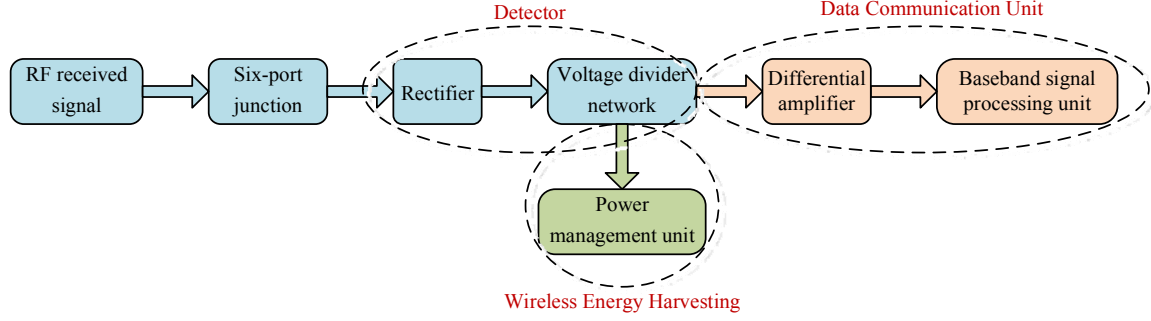 Detector
Data Communication Unit
RF received
signal
Six-port
junction
Rectifier
Voltage divider
network
Differential
amplifier
Baseband signal
processing unit
Power
management unit
Wireless Energy Harvesting